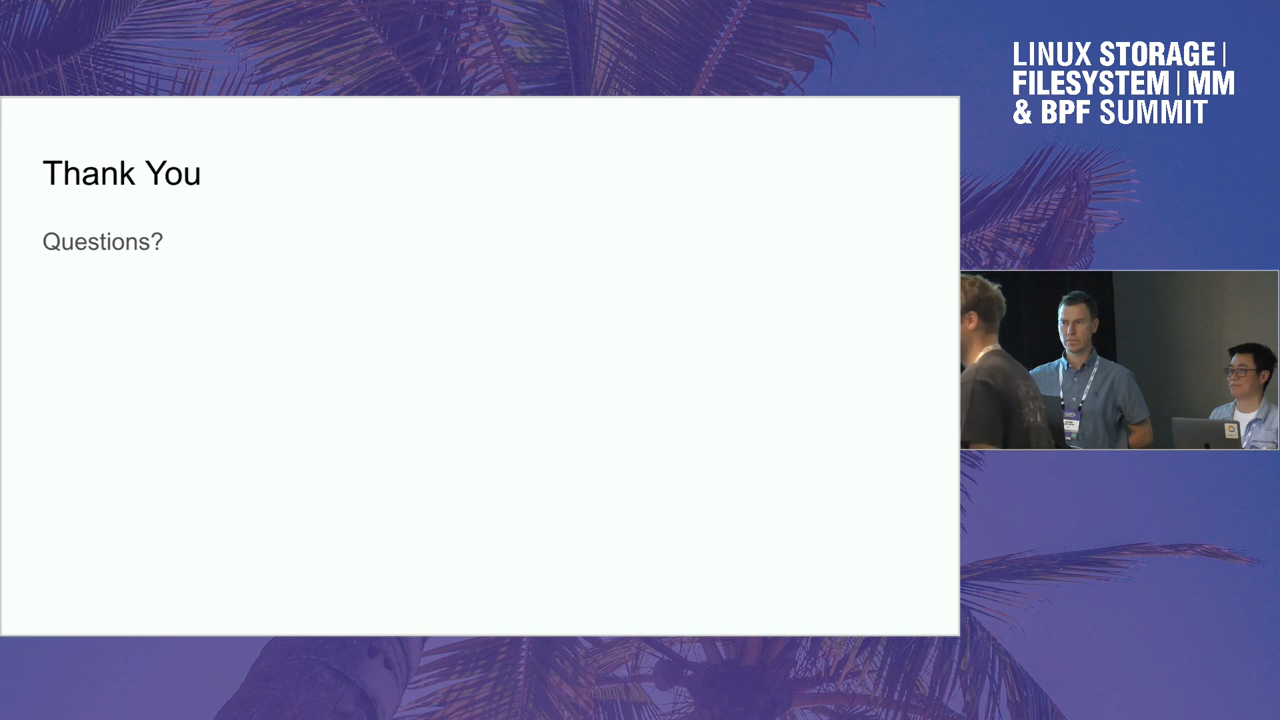 LINUX STORAGE |
FILESYSTEM | MM
& BPF SUMMIT
Thank You
Questions?